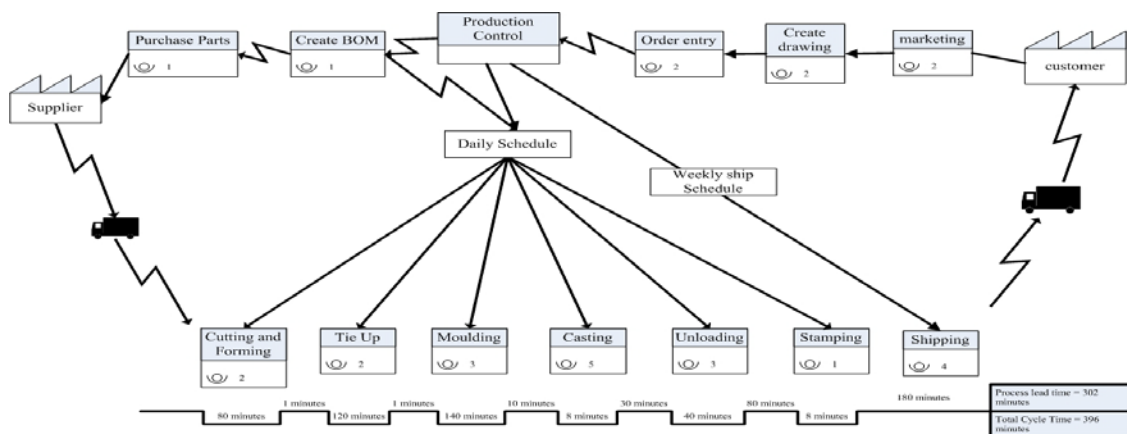 Production
Control
Purchase Parts
1
Create BOM
1
Order entry
2
Create
drawing
2
marketing
2
customer
Supplier
Daily Schedule
Weekly ship
Schedule
Cutting and
Forming
2
Tie Up
2
Moulding
3
Casting
5
Unloading
3
Stamping
1
Shipping
4
1 minutes
1 minutes
10 minutes
30 minutes
80 minutes
180 minutes
80 minutes
120 minutes
140 minutes
8 minutes
40 minutes
8 minutes
Process lead time = 302
minutes
Total Cycle Time = 396
minutes